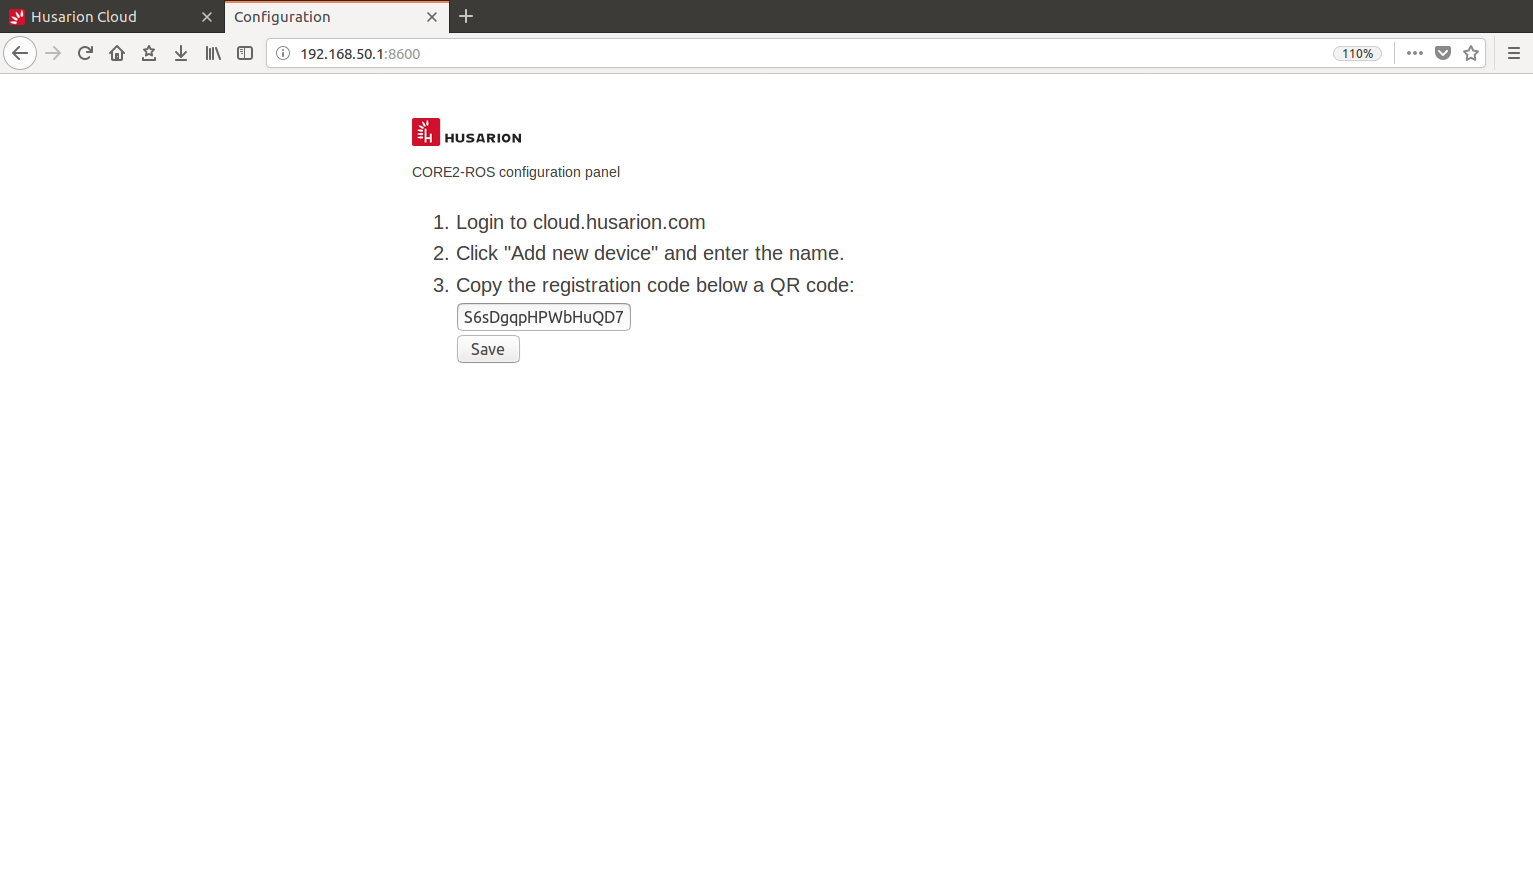 Husarion Cloud
Configuration
192.168.50.1:8600
110%
HUSARION
CORE2-ROS configuration panel
1. Login to cloud.husarion.com
2. Click "Add new device" and enter the name.
3. Copy the registration code below a QR code:
S6sDgqpHPWbHuQD7
Save